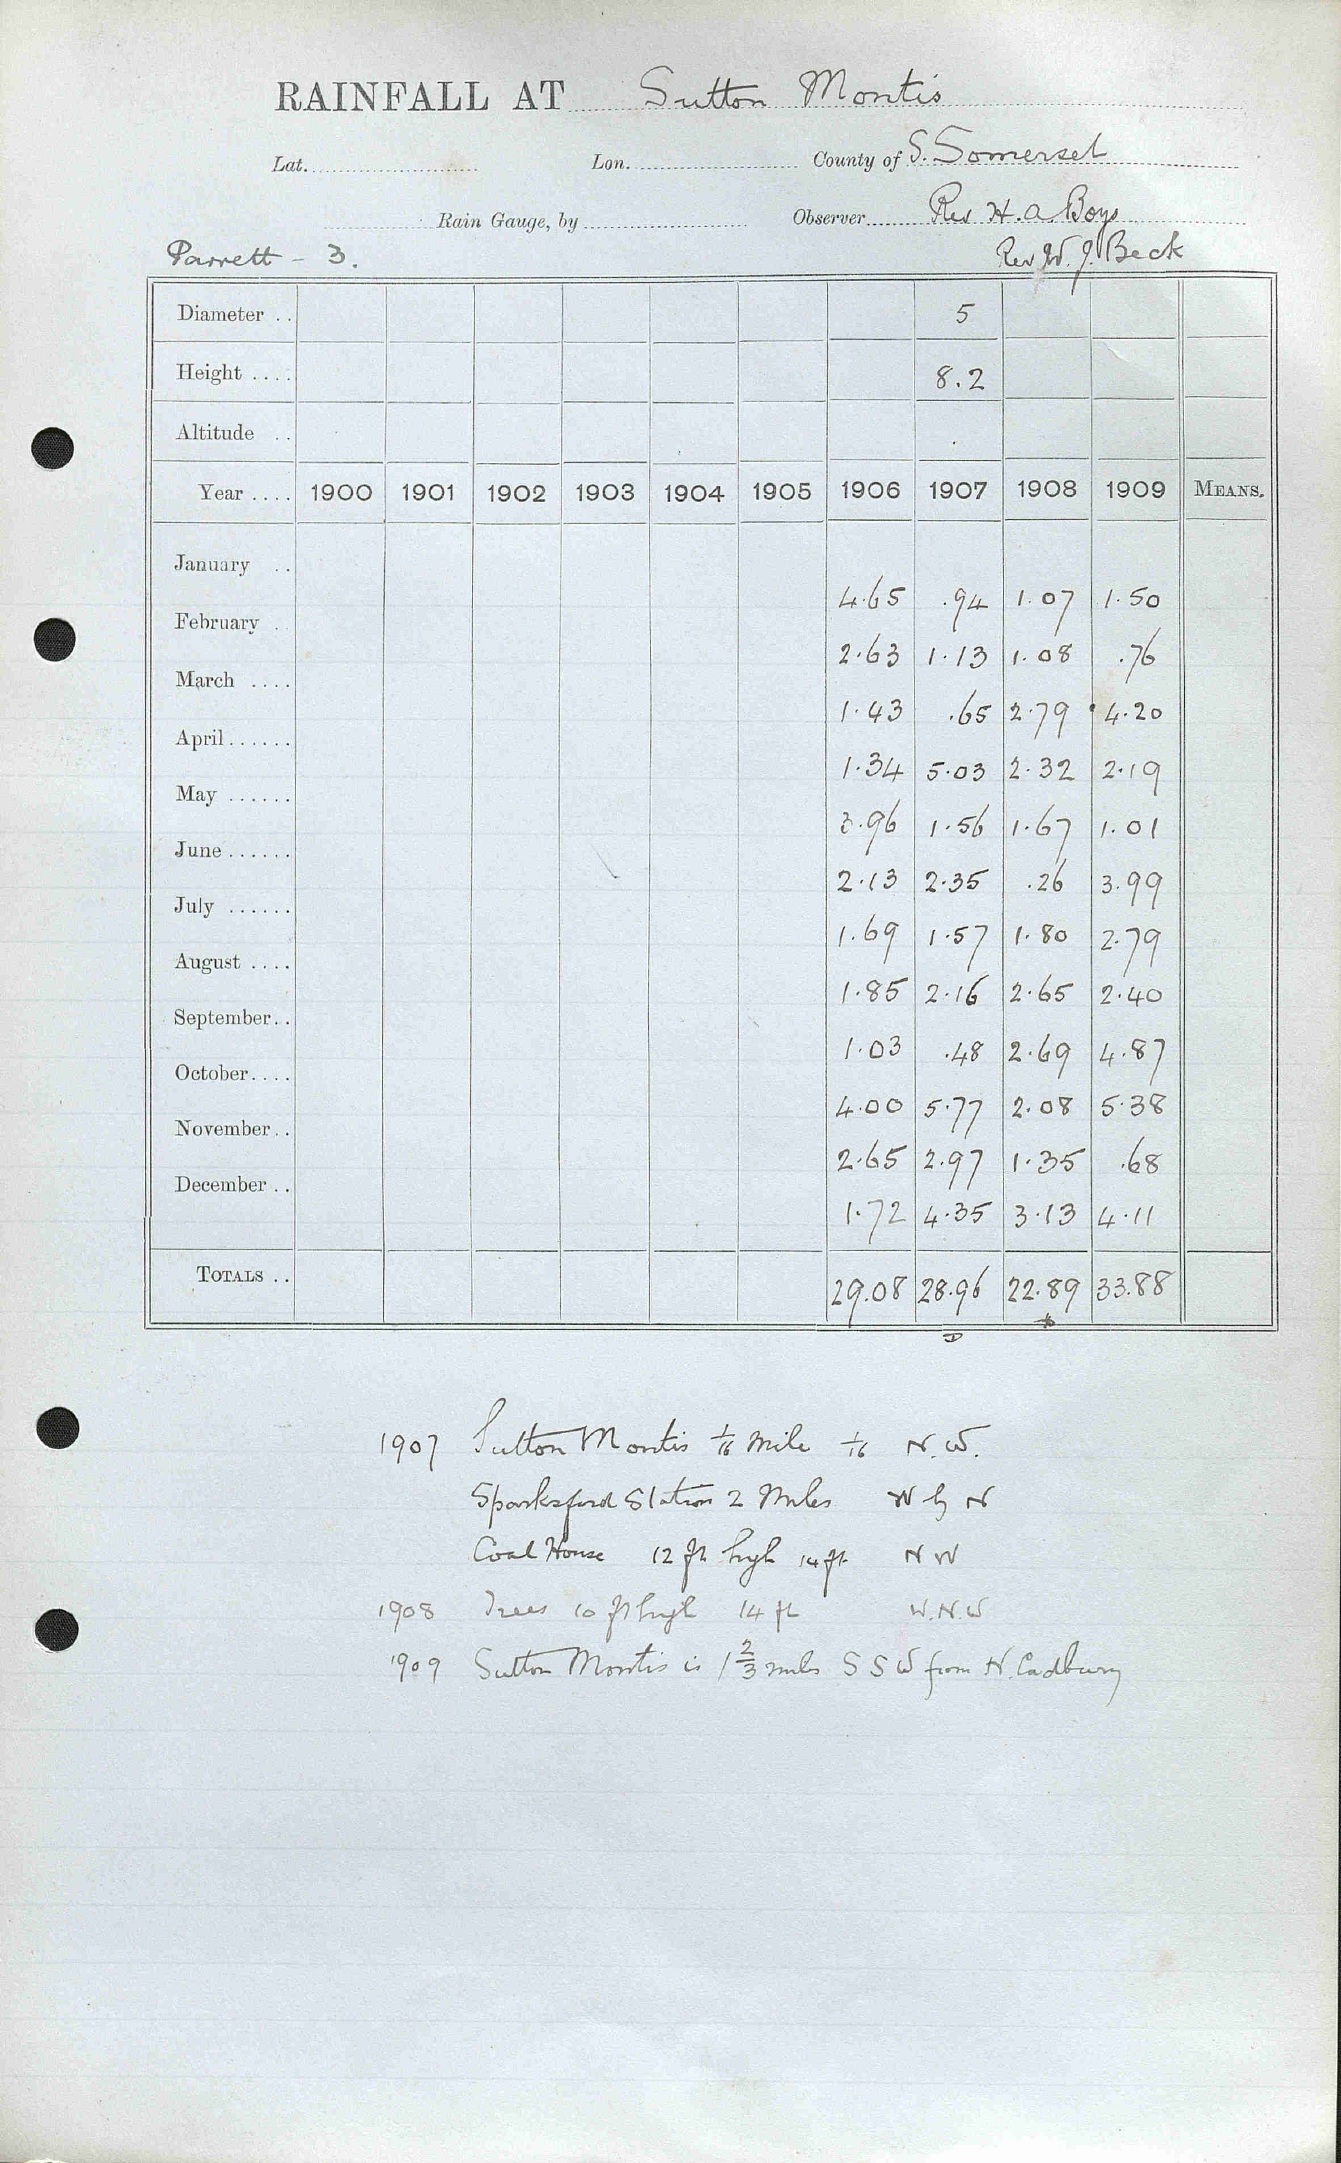 RAINFALL AT Sutton Montis
Lat. Lon. County of S. Somerset
Rain Gauge, by Observer Rev H. A. Boys
Parrett - 3. Rev W. J. Beck
Diameter .. 5
Height .... 8.2
Altitude ..
Year .... 1900 1901 1902 1903 1904 1905 1906 1907 1908 1909 MEANS.
January .. 4.65 .94 1.07 1.50
February . 2.63 1.13 1.08 .76
March .... 1.43 .65 2.79 4.20
April...... 1.34 5.03 2.32 2.19
May ...... 3.96 1.56 1.67 1.01
June ...... 2.13 2.35 .26 3.99
July ...... 1.69 1.57 1.80 2.79
August .... 1.85 2.16 2.65 2.40
September.. 1.03 .48 2.69 4.87
October.... 4.00 5.77 2.08 5.38
November.. 2.65 2.97 1.35 .68
December .. 1.72 4.35 3.13 4.11
TOTALS .. 29.08 28.96 22.89 33.88
1907 Sutton Montis 1/16 mile 1/16 N.W.
Sparksford Station 2 Miles W by N
Coal House 12 ft high 14 ft N W
1908 Trees 10 ft high 14 ft W.N.W
1909 Sutton Montis is 1 2/3 miles S S W from N. Cadbury